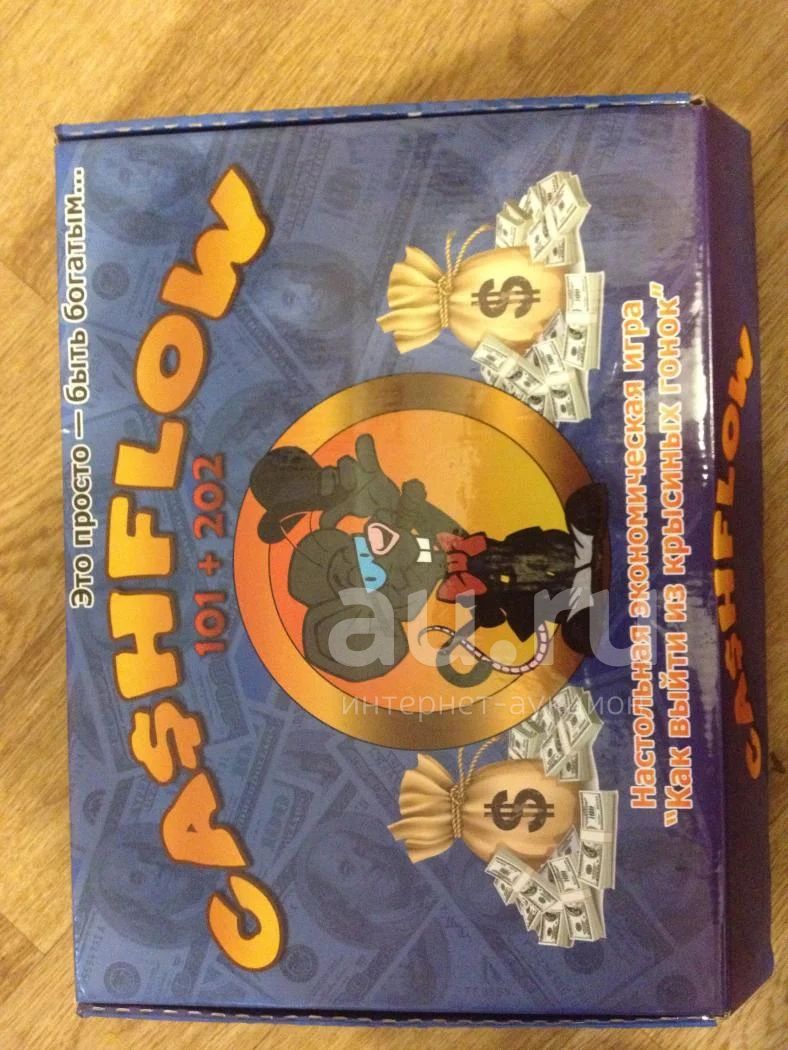 Это просто — быть богатым...
CA$HFLOW
101 + 202
$
$
Настольная экономическая игра
"Как выйти из крысиных гонок"
CA$HFLOW
au.ru
интернет-аукцион